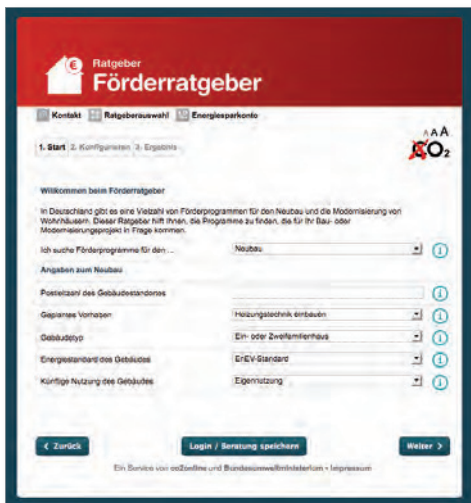 Ratgeber
Förderratgeber
Kontakt Ratgeberauswahl Energiesparkonto
A A A
1. Start 2. Konfigurieren 3. Ergebnis
CO2
Willkommen beim Förderratgeber
In Deutschland gibt es eine Vielzahl von Förderprogrammen für den Neubau und die Modernisierung von
Wohnhäusern. Dieser Ratgeber hilft Ihnen, die Programme zu finden, die für Ihr Bau- oder
Modernisierungsprojekt in Frage kommen.
Ich suche Förderprogramme für den ... Neubau
Angaben zum Neubau
Postleitzahl des Gebäudestandortes
Geplantes Vorhaben Heizungstechnik einbauen
Gebäudetyp Ein- oder Zweifamilienhaus
Energiestandard des Gebäudes EnEV-Standard
Künftige Nutzung des Gebäudes Eigennutzung
< Zurück Login / Beratung speichern Weiter >
Ein Service von co2online und Bundesumweltministerium • Impressum